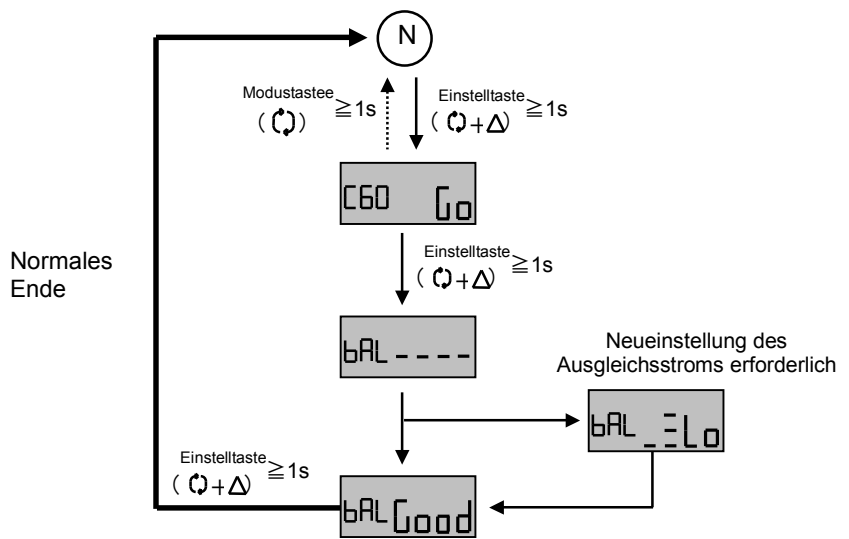 N
Modustastee
( ) ≧1s
Einstelltaste
( +Δ) ≧1s
C60 Go
Einstelltaste
( +Δ) ≧1s
Normales
Ende
bAL ----
Neueinstellung des
Ausgleichsstroms erforderlich
bAL _ Lo
Einstelltaste
( +Δ) ≧1s
bAL Good